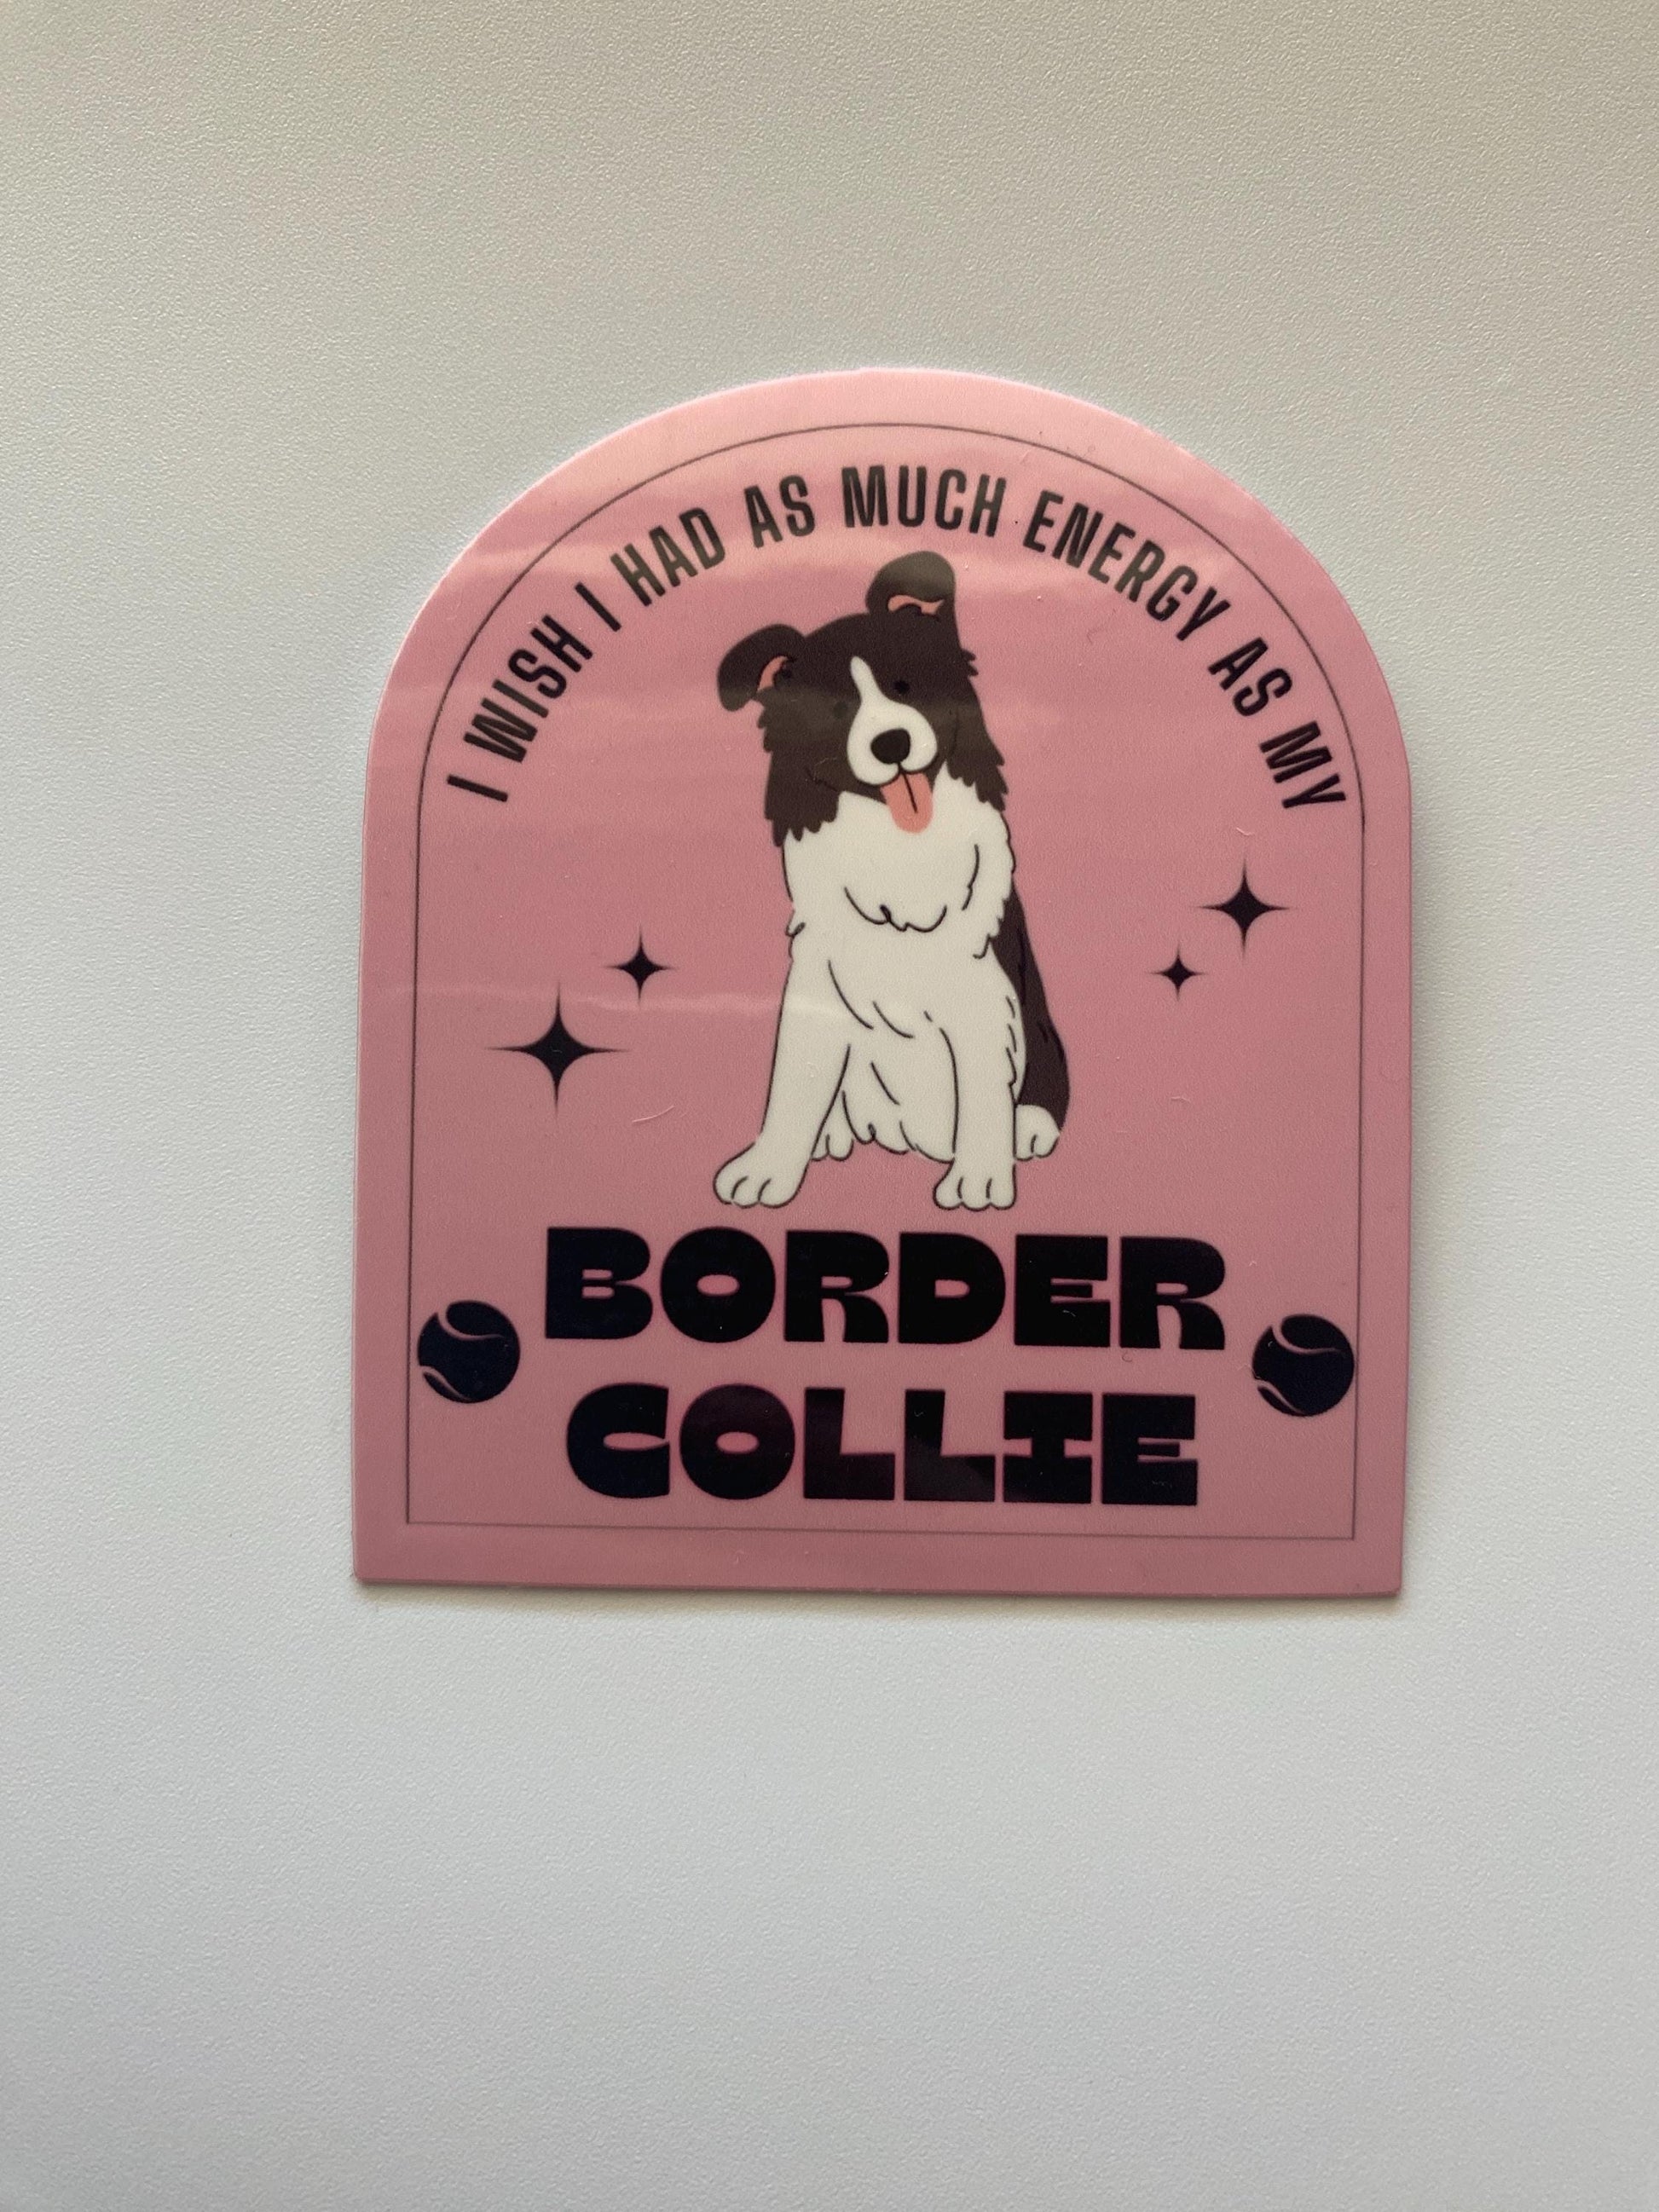 I WISH I HAD AS MUCH ENERGY AS MY
BORDER
COLLIE